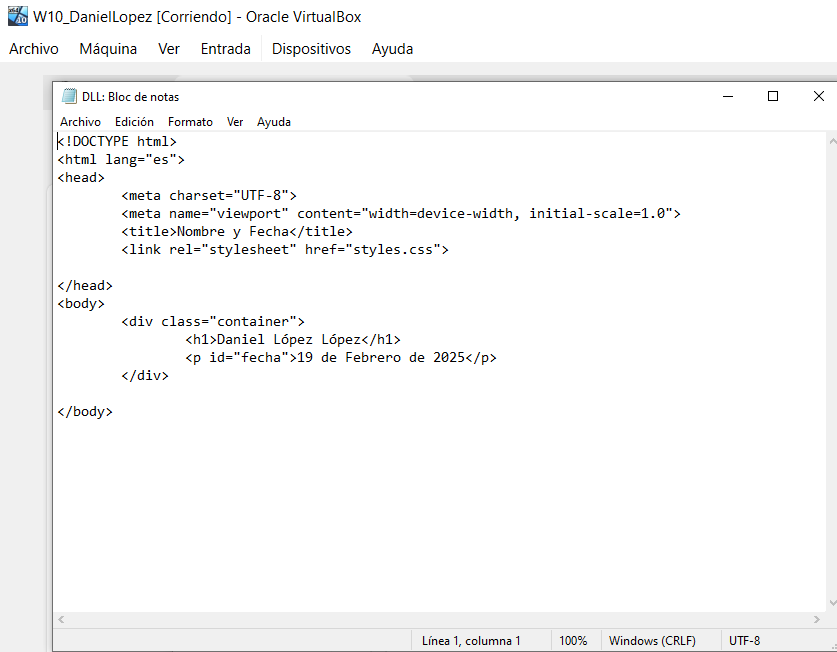 W10_DanielLopez [Corriendo] - Oracle VirtualBox
Archivo Máquina Ver Entrada Dispositivos Ayuda
DLL: Bloc de notas
Archivo Edición Formato Ver Ayuda
<!DOCTYPE html>
<html lang="es">
<head>
<meta charset="UTF-8">
<meta name="viewport" content="width=device-width, initial-scale=1.0">
<title>Nombre y Fecha</title>
<link rel="stylesheet" href="styles.css">
</head>
<body>
<div class="container">
<h1>Daniel López López</h1>
<p id="fecha">19 de Febrero de 2025</p>
</div>
</body>
Línea 1, columna 1 100% Windows (CRLF) UTF-8